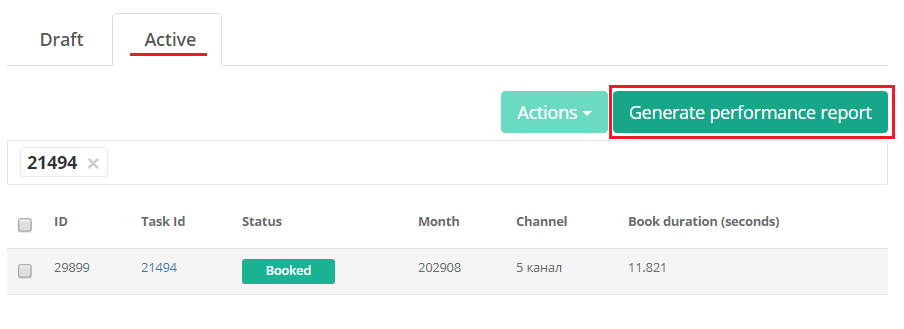 Draft Active
Actions Generate performance report
21494 ×
ID Task Id Status Month Channel Book duration (seconds)
29899 21494 Booked 202908 5 канал 11.821